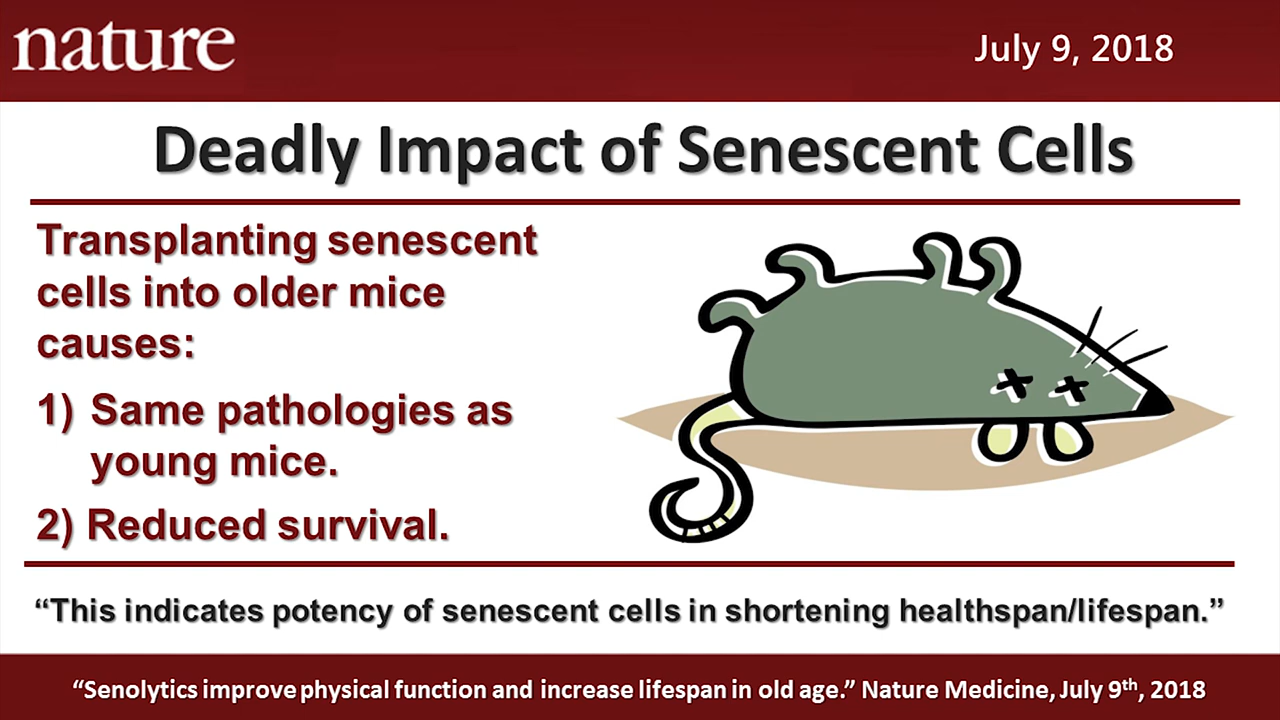 nature
July 9, 2018
Deadly Impact of Senescent Cells
Transplanting senescent
cells into older mice
causes:
1) Same pathologies as
young mice.
2) Reduced survival.
“This indicates potency of senescent cells in shortening healthspan/lifespan.”
“Senolytics improve physical function and increase lifespan in old age.” Nature Medicine, July 9th, 2018